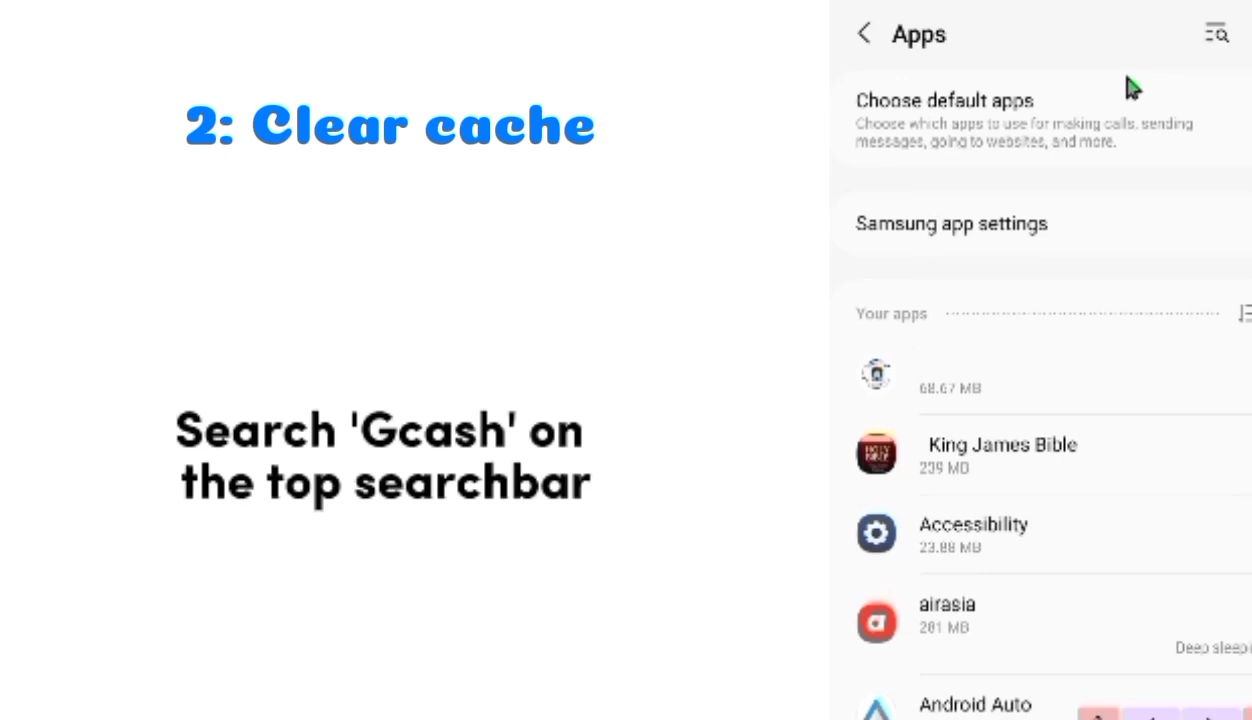 2: Clear cache
Search 'Gcash' on
the top searchbar
Apps
Choose default apps
Choose which apps to use for making calls, sending
messages, going to websites, and more.
Samsung app settings
Your apps
68.67 MB
King James Bible
239 MB
Accessibility
23.88 MB
airasia
281 MB
Deep sleepi
Android Auto